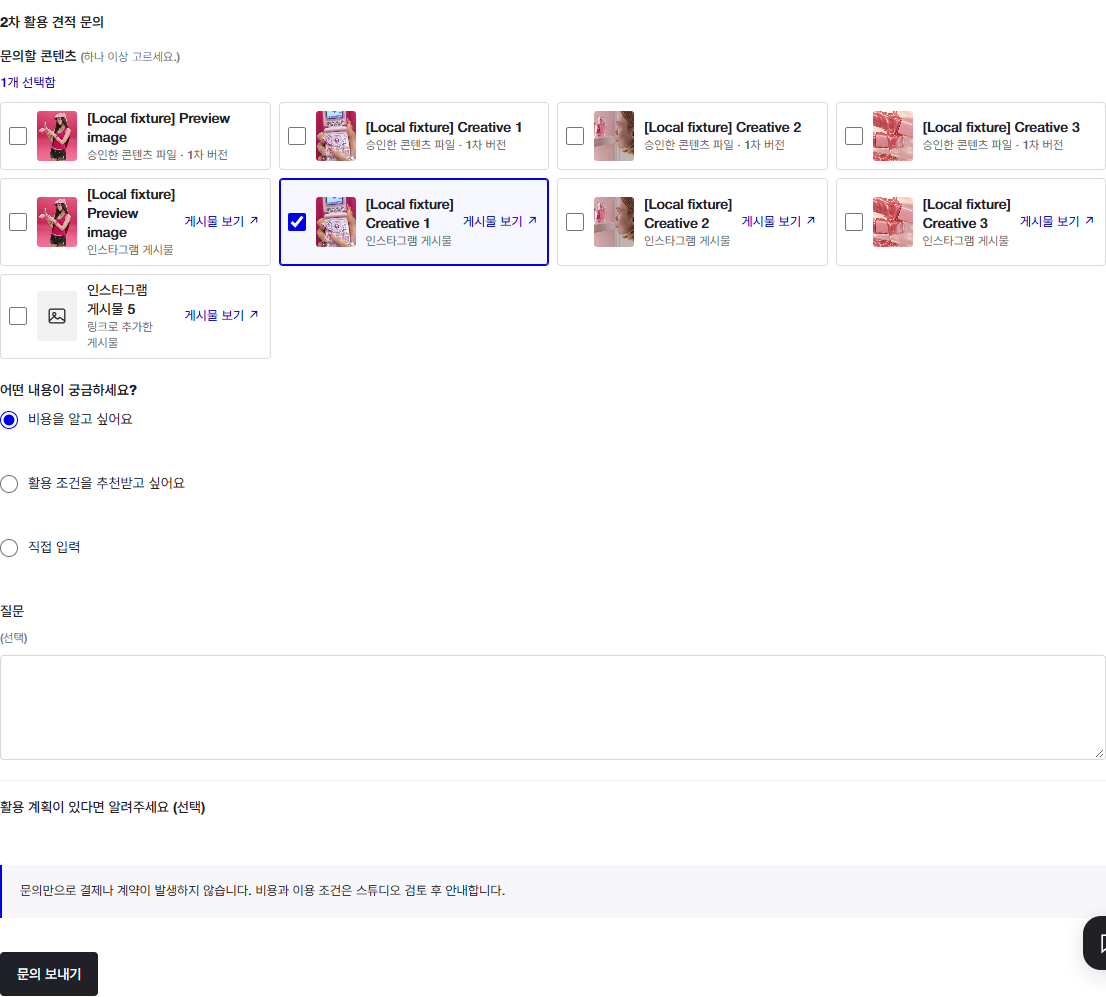 2차 활용 견적 문의
문의할 콘텐츠 (하나 이상 고르세요.)
1개 선택함
[Local fixture] Preview
image
승인한 콘텐츠 파일 · 1차 버전
[Local fixture] Creative 1
승인한 콘텐츠 파일 · 1차 버전
[Local fixture] Creative 2
승인한 콘텐츠 파일 · 1차 버전
[Local fixture] Creative 3
승인한 콘텐츠 파일 · 1차 버전
[Local fixture]
Preview
image
인스타그램 게시물
게시물 보기 ↗
[Local fixture]
Creative 1
인스타그램 게시물
게시물 보기 ↗
[Local fixture]
Creative 2
인스타그램 게시물
게시물 보기 ↗
[Local fixture]
Creative 3
인스타그램 게시물
게시물 보기 ↗
인스타그램
게시물 5
링크로 추가한
게시물
게시물 보기 ↗
어떤 내용이 궁금하세요?
비용을 알고 싶어요
활용 조건을 추천받고 싶어요
직접 입력
질문
(선택)
활용 계획이 있다면 알려주세요 (선택)
문의만으로 결제나 계약이 발생하지 않습니다. 비용과 이용 조건은 스튜디오 검토 후 안내합니다.
문의 보내기